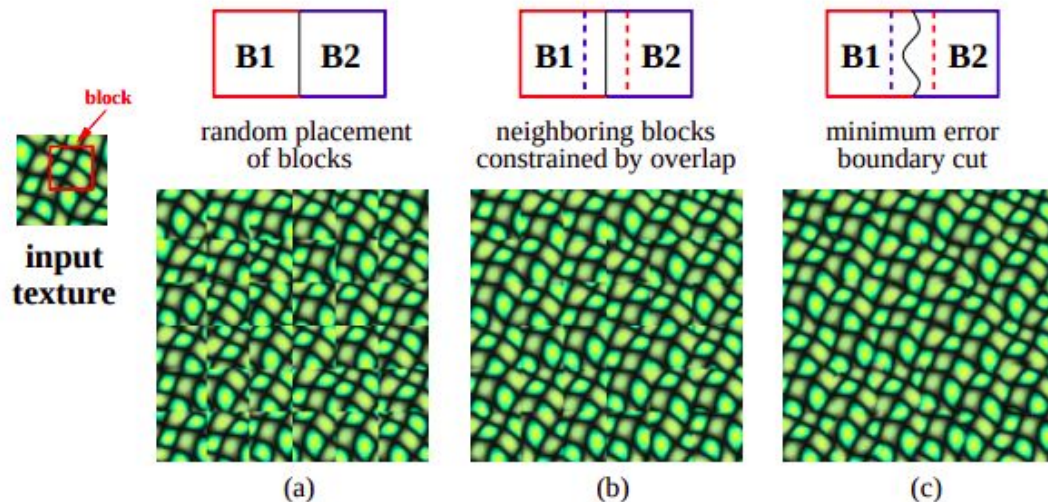 B1 B2
B1 B2
B1 B2
block
random placement
of blocks
neighboring blocks
constrained by overlap
minimum error
boundary cut
input
texture
(a)
(b)
(c)